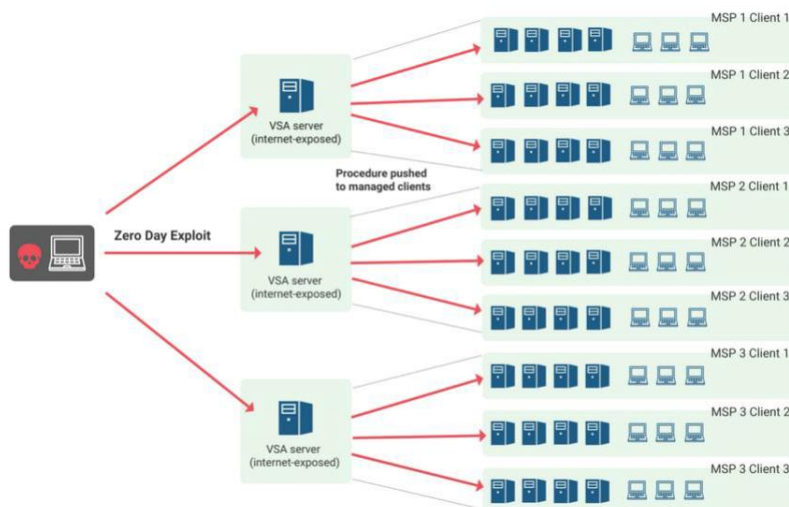 MSP 1 Client 1
MSP 1 Client 2
MSP 1 Client 3
VSA server
(internet-exposed)
Procedure pushed
to managed clients
MSP 2 Client 1
MSP 2 Client 2
MSP 2 Client 3
Zero Day Exploit
VSA server
(internet-exposed)
MSP 3 Client 1
MSP 3 Client 2
MSP 3 Client 3
VSA server
(internet-exposed)